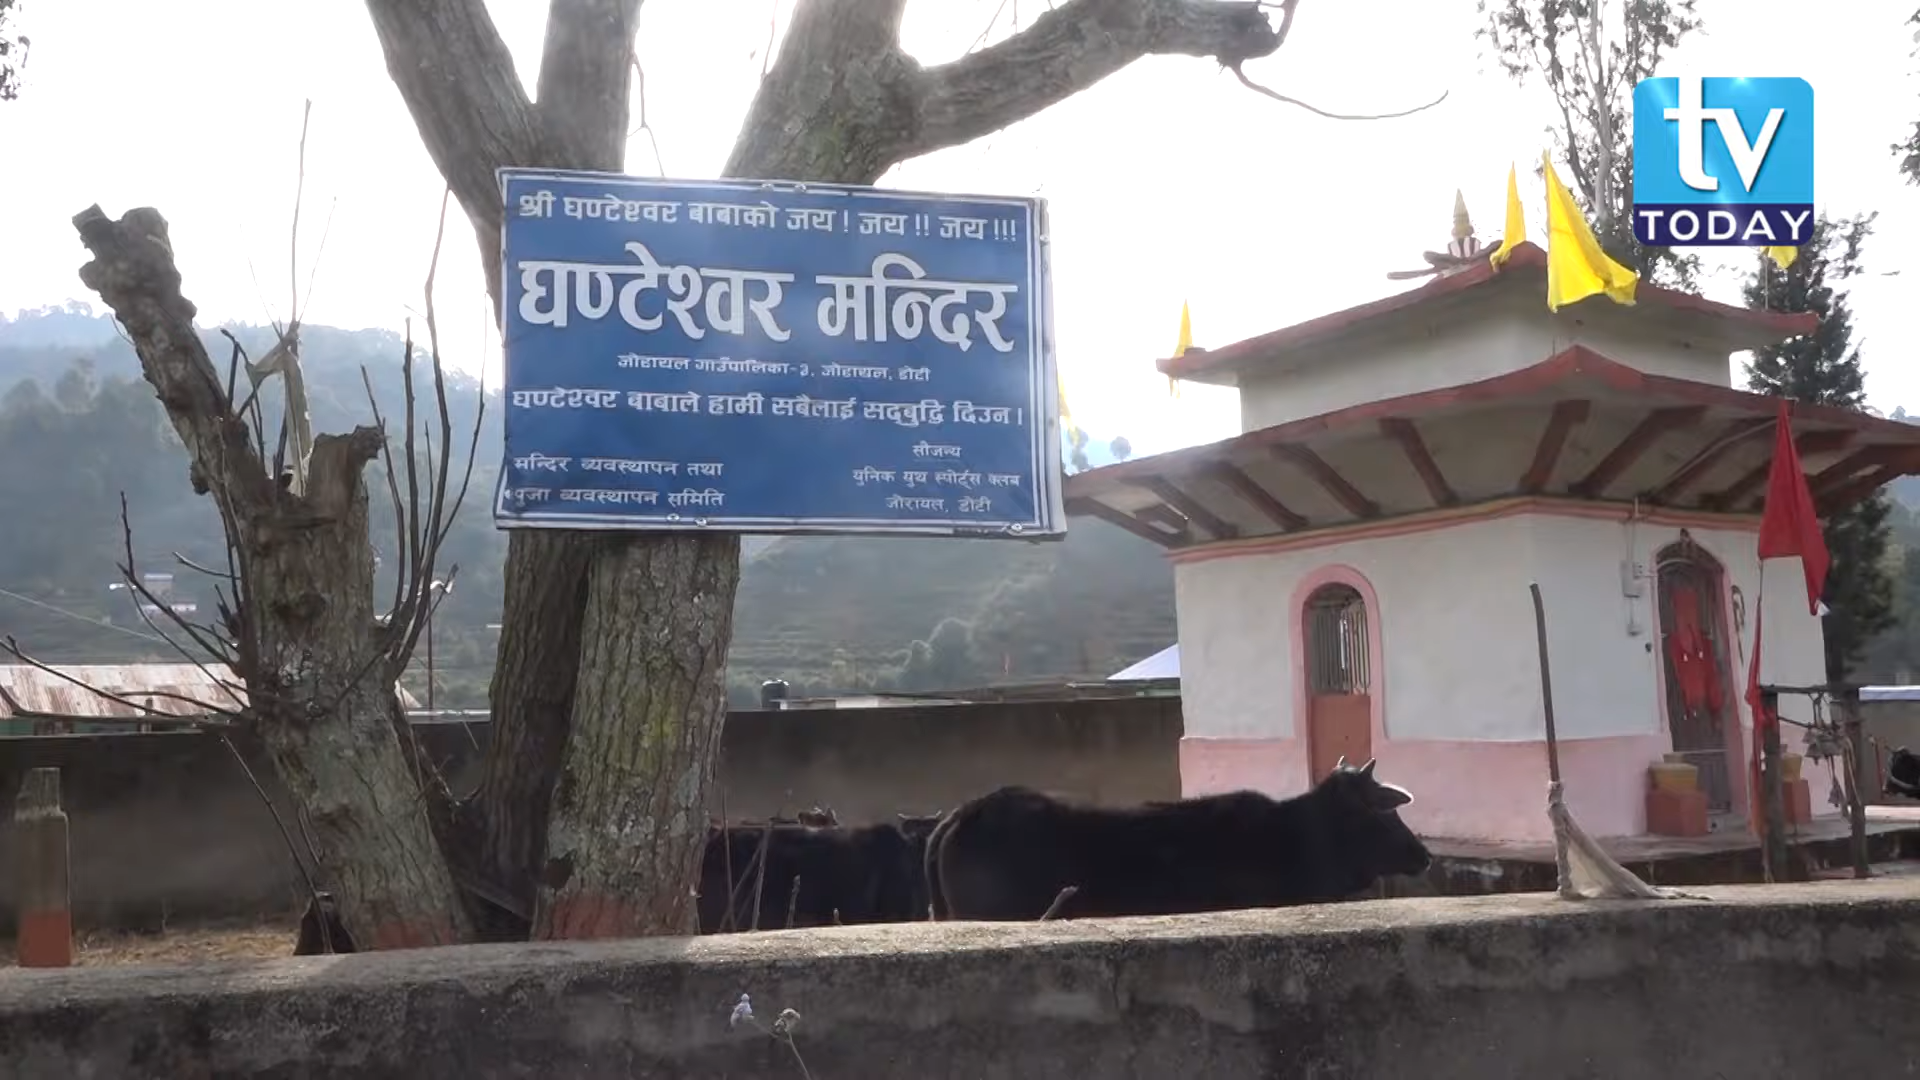 श्री घण्टेश्वर बाबाको जय ! जय !! जय !!!
घण्टेश्वर मन्दिर
जोरायल गाउँपालिका-३, जोरायल, डोटी
घण्टेश्वर बाबाले हामी सबैलाई सद्बुद्धि दिउन ।
मन्दिर व्यवस्थापन तथा
पुजा व्यवस्थापन समिति
सौजन्य
युनिक युथ स्पोर्ट्स क्लब
जोरायल, डोटी
tv
TODAY